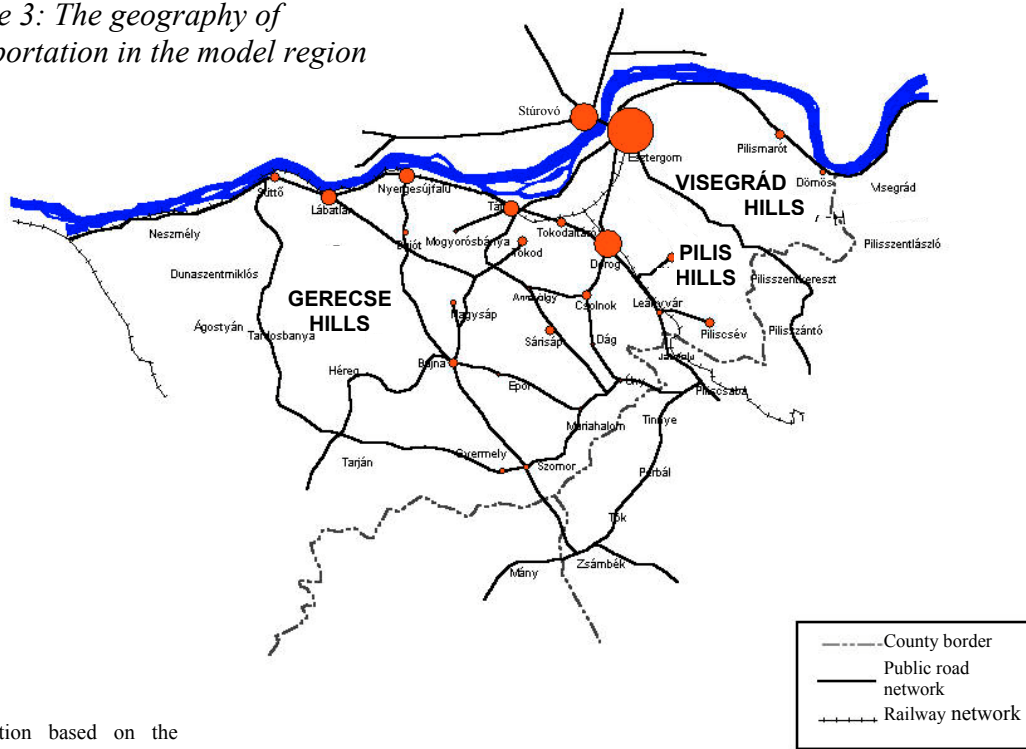 e 3: The geography of
portation in the model region
Stúrovó
Esztergom
Pilismarót
VISEGRÁD
HILLS
Dömös
Visegrád
Süttő
Lábatlan
Nyergesújfalu
Tát
Tokodaltáró
Neszmély
Bajót
Mogyorósbánya
Tokod
Dorog
PILIS
HILLS
Pilisszentlászló
Dunaszentmiklós
GERECSE
HILLS
Nagysáp
Annavölgy
Csolnok
Leányvár
Pilisszentkereszt
Ágostyán
Tardosbanya
Sárisáp
Dág
Piliscsév
Pilisszántó
Héreg
Bajna
Epöl
Úny
Piliscsaba
Máriahalom
Tinnye
Tarján
Gyermely
Szomor
Perbál
Tök
Mány
Zsámbék
County border
Public road
network
Railway network
tion based on the